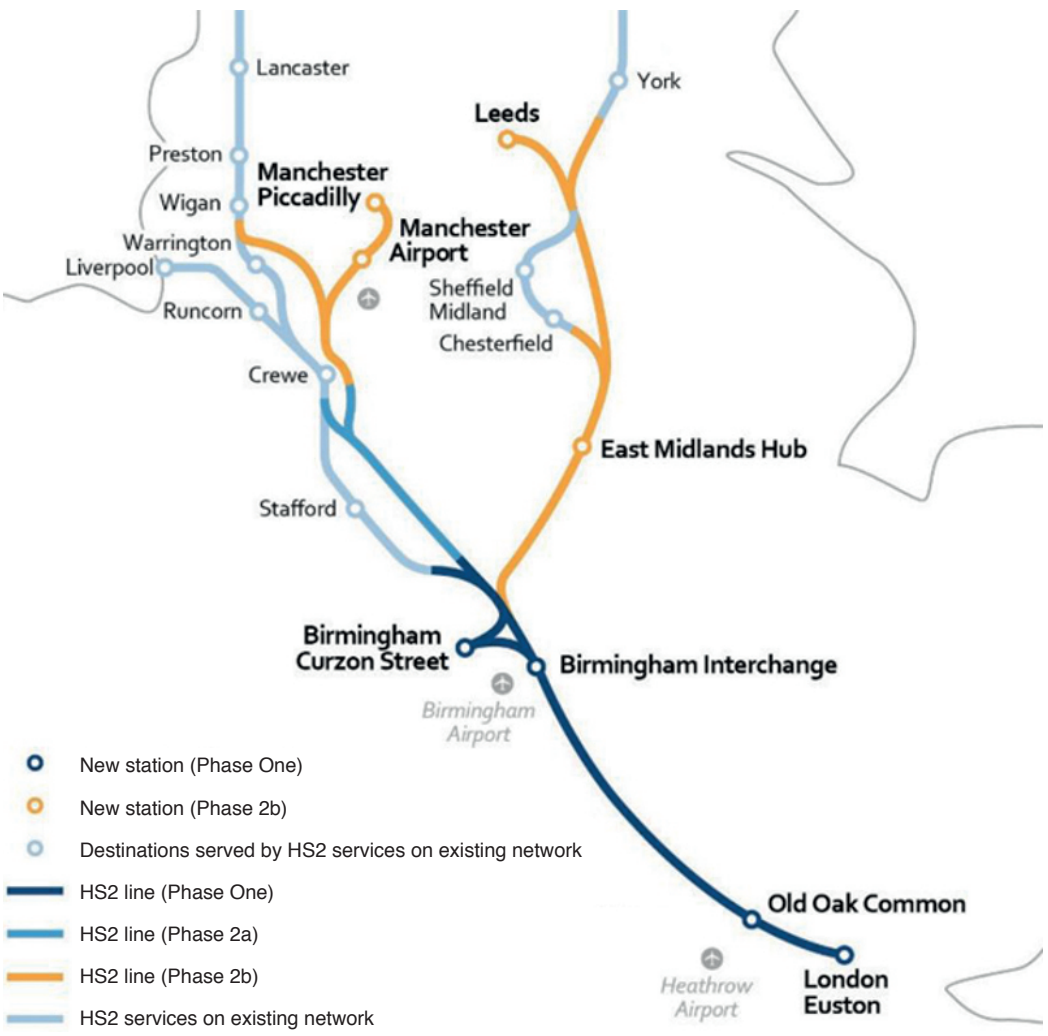 Lancaster
York
Leeds
Preston
Manchester
Piccadilly
Wigan
Manchester
Airport
Warrington
Liverpool
Sheffield
Midland
Runcorn
Chesterfield
Crewe
East Midlands Hub
Stafford
Birmingham
Curzon Street
Birmingham Interchange
Birmingham
Airport
New station (Phase One)
New station (Phase 2b)
Destinations served by HS2 services on existing network
HS2 line (Phase One)
HS2 line (Phase 2a)
HS2 line (Phase 2b)
HS2 services on existing network
Old Oak Common
Heathrow
Airport
London
Euston